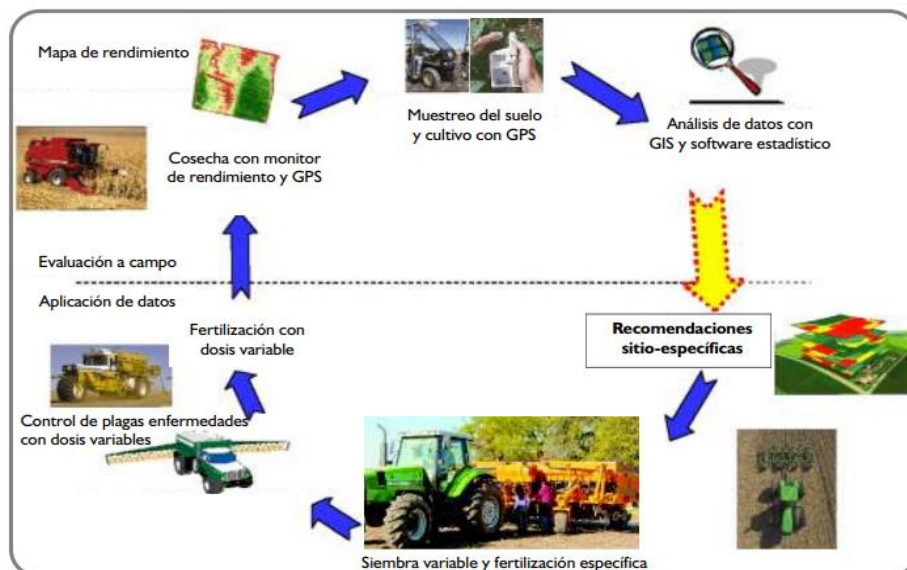 Mapa de rendimiento
Muestreo del suelo
y cultivo con GPS
Análisis de datos con
GIS y software estadístico
Cosecha con monitor
de rendimiento y GPS
Evaluación a campo
Aplicación de datos
Fertilización con
dosis variable
Recomendaciones
sitio-específicas
Control de plagas enfermedades
con dosis variables
Siembra variable y fertilización específica